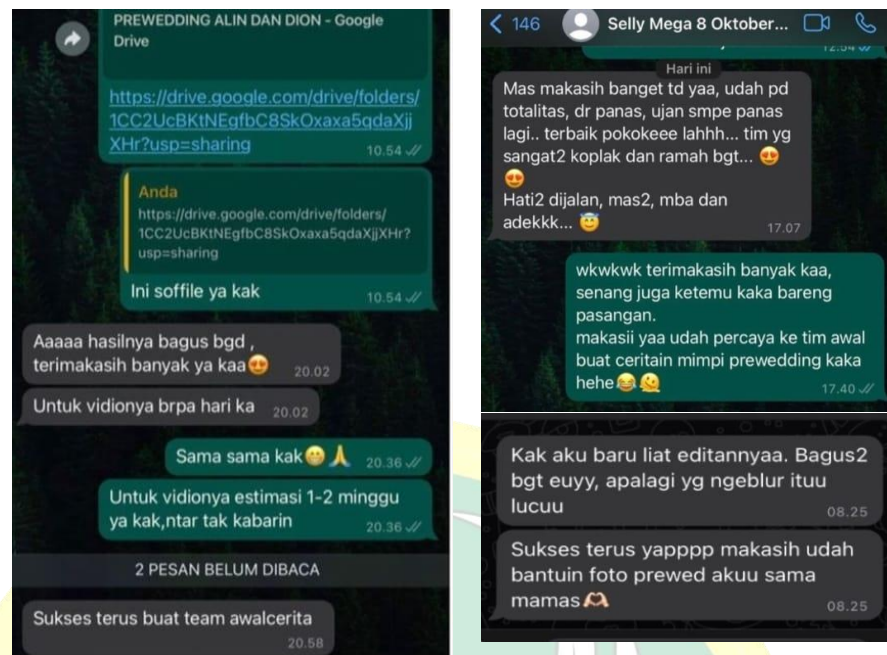 PREWEDDING ALIN DAN DION - Google
Drive
https://drive.google.com/drive/folders/
1CC2UcBKtNEgfbC8SkOxaxa5qdaXjj
XHr?usp=sharing
10.54
Anda
https://drive.google.com/drive/folders/
1CC2UcBKtNEgfbC8SkOxaxa5qdaXjjXHr?
usp=sharing
Ini soffile ya kak
10.54
Aaaaa hasilnya bagus bgd ,
terimakasih banyak ya kaa😍
20.02
Untuk vidionya brpa hari ka
20.02
Sama sama kak😁🙏
20.36
Untuk vidionya estimasi 1-2 minggu
ya kak,ntar tak kabarin
20.36
2 PESAN BELUM DIBACA
Sukses terus buat team awalcerita
20.58
146
Selly Mega 8 Oktober...
12.54
Hari ini
Mas makasih banget td yaa, udah pd
totalitas, dr panas, ujan smpe panas
lagi.. terbaik pokokeee lahhh... tim yg
sangat2 koplak dan ramah bgt... 😍
😍
Hati2 dijalan, mas2, mba dan
adekkk... 😇
17.07
wkwkwk terimakasih banyak kaa,
senang juga ketemu kaka bareng
pasangan.
makasii yaa udah percaya ke tim awal
buat ceritain mimpi prewedding kaka
hehe😂🫠
17.40
Kak aku baru liat editannyaa. Bagus2
bgt euyy, apalagi yg ngeblur ituu
lucuu
08.25
Sukses terus yapppp makasih udah
bantuin foto prewed akuu sama
mamas🫶🏻
08.25